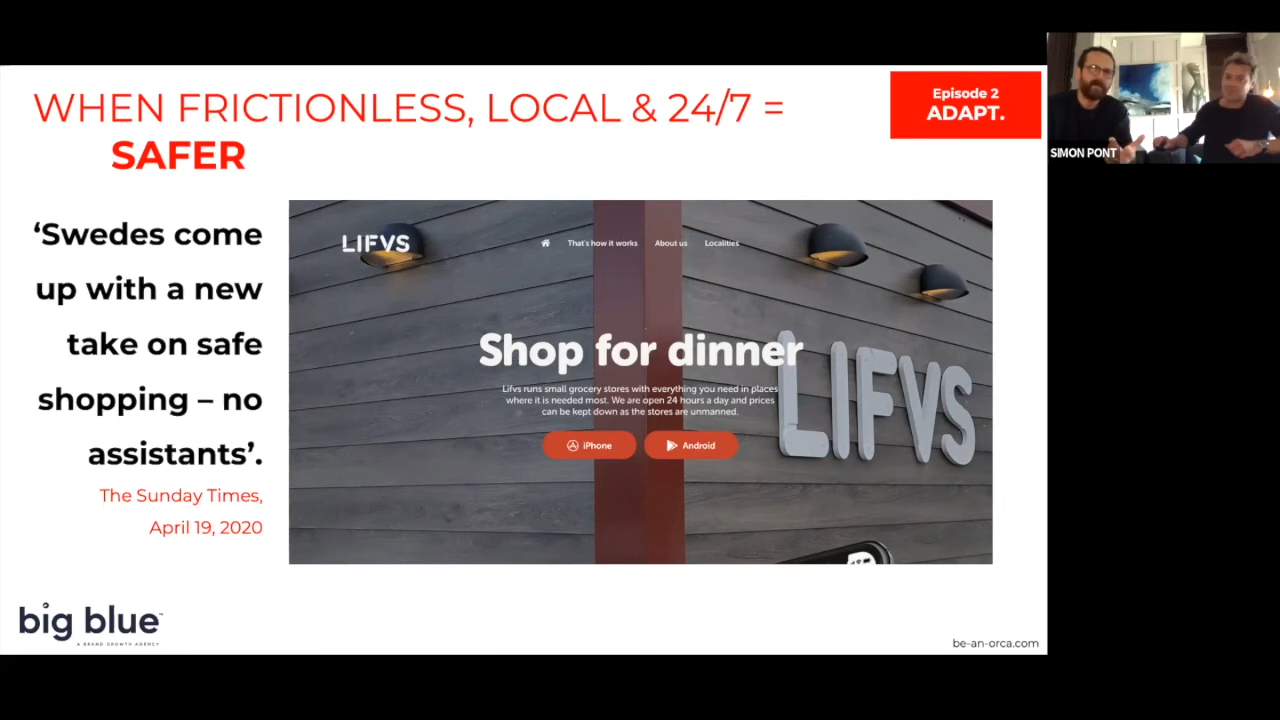 WHEN FRICTIONLESS, LOCAL & 24/7 =
SAFER
Episode 2
ADAPT.
SIMON PONT
‘Swedes come
up with a new
take on safe
shopping – no
assistants’.
The Sunday Times,
April 19, 2020
LIFVS
That's how it works
About us
Localities
Shop for dinner
Lifvs runs small grocery stores with everything you need in places
where it is needed most. We are open 24 hours a day and prices
can be kept down as the stores are unmanned.
iPhone
Android
LIFVS
big blue™
A BRAND GROWTH AGENCY
be-an-orca.com